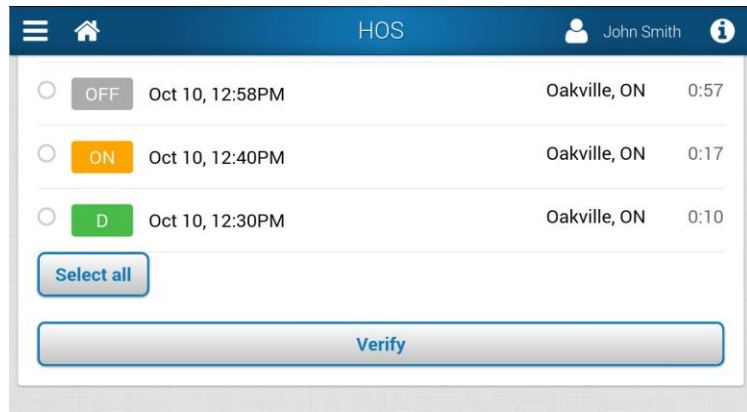 HOS John Smith
OFF Oct 10, 12:58PM Oakville, ON 0:57
ON Oct 10, 12:40PM Oakville, ON 0:17
D Oct 10, 12:30PM Oakville, ON 0:10
Select all
Verify